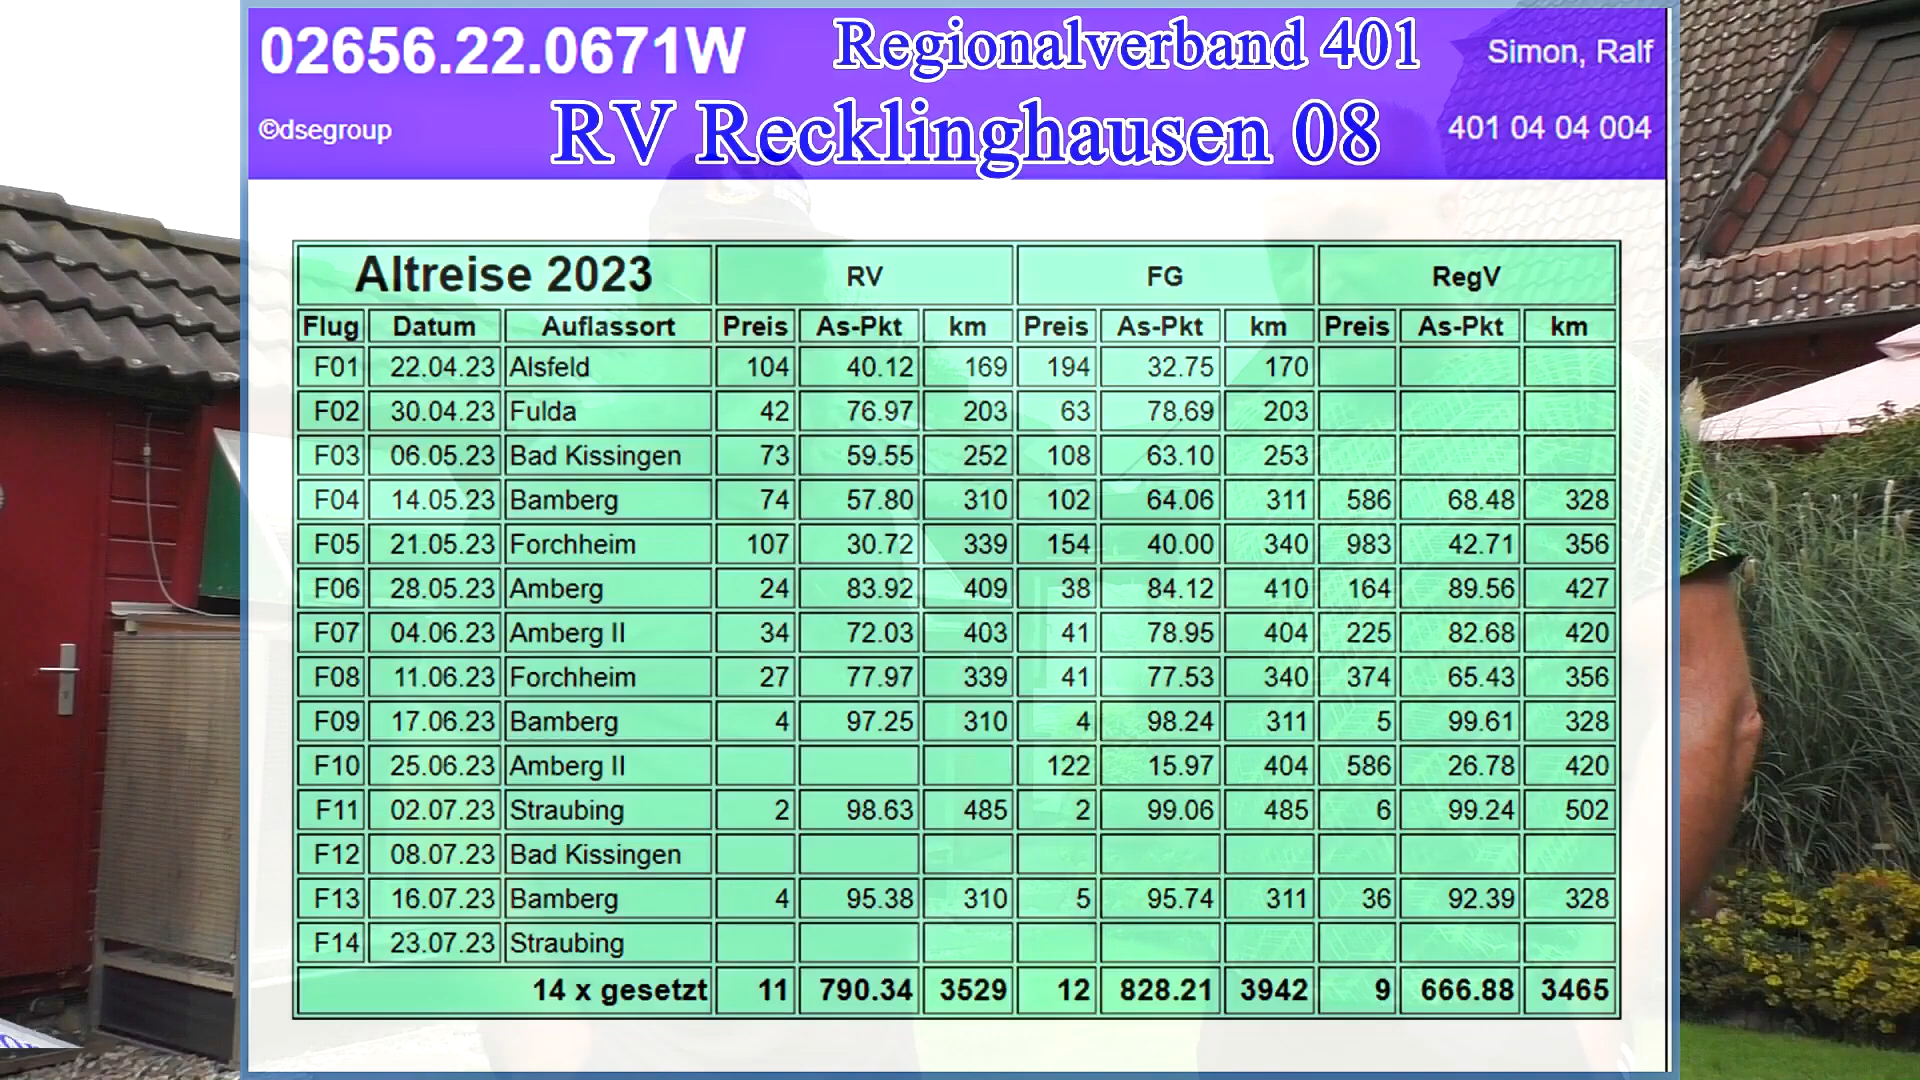 02656.22.0671W Regionalverband 401 Simon, Ralf
©dsegroup RV Recklinghausen 08 401 04 04 004
Altreise 2023 RV FG RegV
Flug Datum Auflassort Preis As-Pkt km Preis As-Pkt km Preis As-Pkt km
F01 22.04.23 Alsfeld 104 40.12 169 194 32.75 170
F02 30.04.23 Fulda 42 76.97 203 63 78.69 203
F03 06.05.23 Bad Kissingen 73 59.55 252 108 63.10 253
F04 14.05.23 Bamberg 74 57.80 310 102 64.06 311 586 68.48 328
F05 21.05.23 Forchheim 107 30.72 339 154 40.00 340 983 42.71 356
F06 28.05.23 Amberg 24 83.92 409 38 84.12 410 164 89.56 427
F07 04.06.23 Amberg II 34 72.03 403 41 78.95 404 225 82.68 420
F08 11.06.23 Forchheim 27 77.97 339 41 77.53 340 374 65.43 356
F09 17.06.23 Bamberg 4 97.25 310 4 98.24 311 5 99.61 328
F10 25.06.23 Amberg II 122 15.97 404 586 26.78 420
F11 02.07.23 Straubing 2 98.63 485 2 99.06 485 6 99.24 502
F12 08.07.23 Bad Kissingen
F13 16.07.23 Bamberg 4 95.38 310 5 95.74 311 36 92.39 328
F14 23.07.23 Straubing
14 x gesetzt 11 790.34 3529 12 828.21 3942 9 666.88 3465